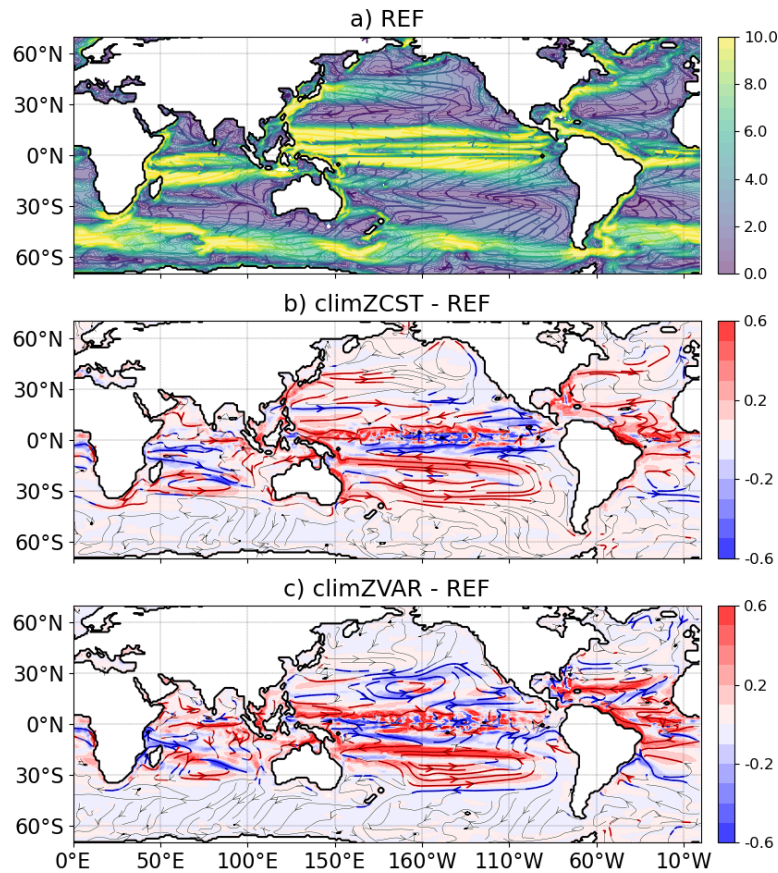 a) REF
60°N
30°N
0°N
30°S
60°S
10.0
8.0
6.0
4.0
2.0
0.0
b) climZCST - REF
60°N
30°N
0°N
30°S
60°S
0.6
0.2
-0.2
-0.6
c) climZVAR - REF
60°N
30°N
0°N
30°S
60°S
0.6
0.2
-0.2
-0.6
0°E 50°E 100°E 150°E 160°W 110°W 60°W 10°W